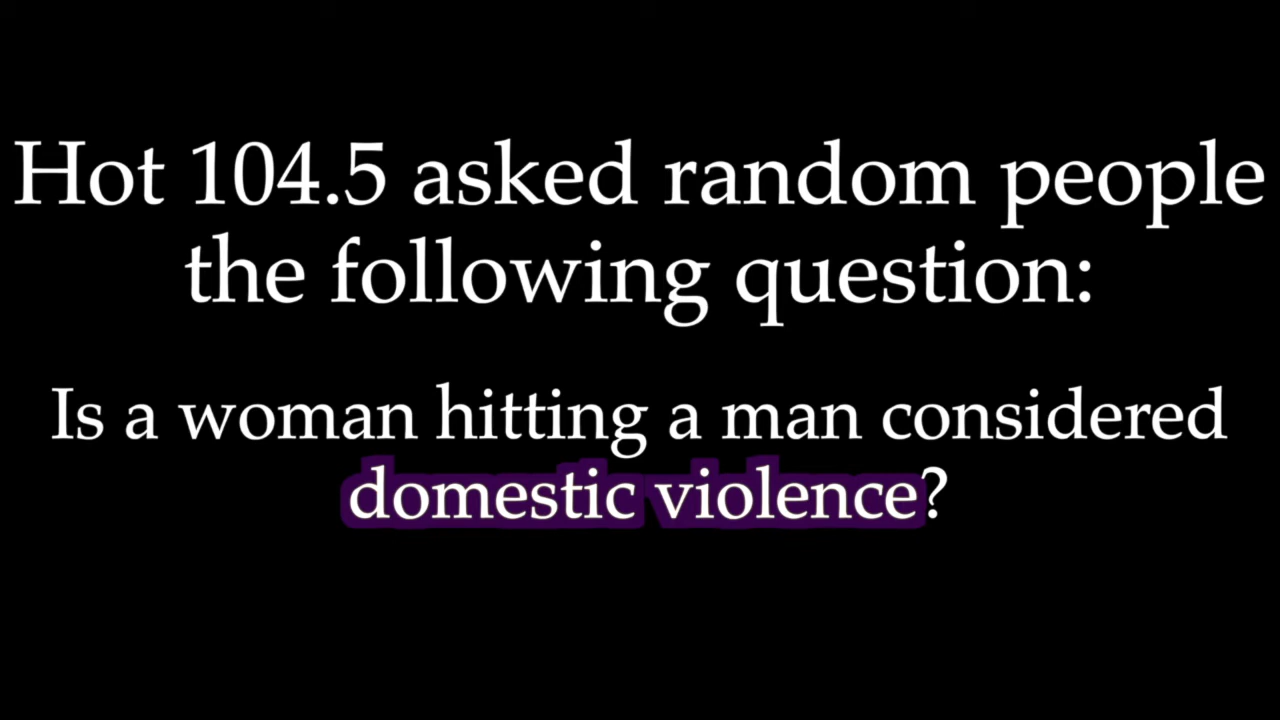 Hot 104.5 asked random people
the following question:
Is a woman hitting a man considered
domestic violence?